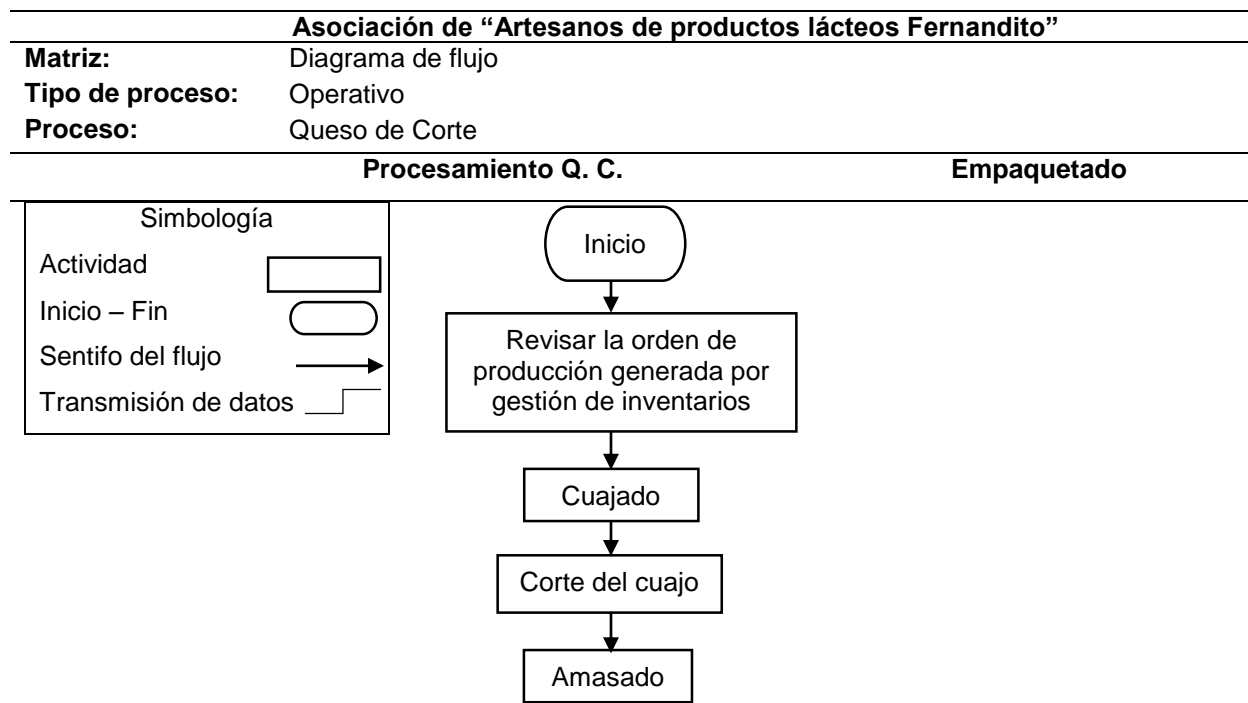 Asociación de “Artesanos de productos lácteos Fernandito”
Matriz: Diagrama de flujo
Tipo de proceso: Operativo
Proceso: Queso de Corte
Procesamiento Q. C. Empaquetado
Simbología
Actividad
Inicio – Fin
Sentifo del flujo
Transmisión de datos
Inicio
Revisar la orden de
producción generada por
gestión de inventarios
Cuajado
Corte del cuajo
Amasado